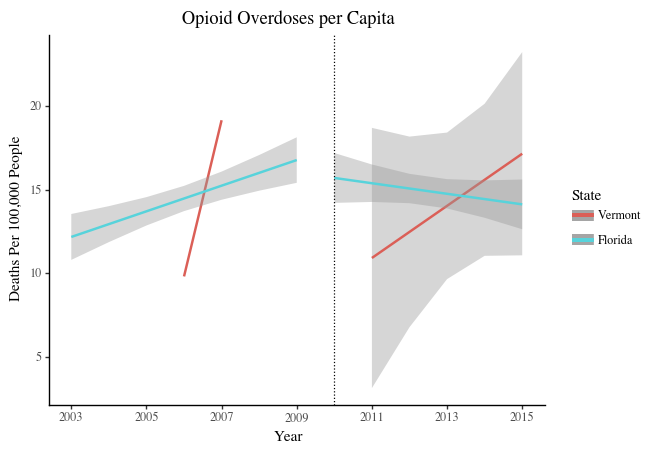 Opioid Overdoses per Capita
Deaths Per 100,000 People
20
15
10
5
2003 2005 2007 2009 2011 2013 2015
Year
State
Vermont
Florida